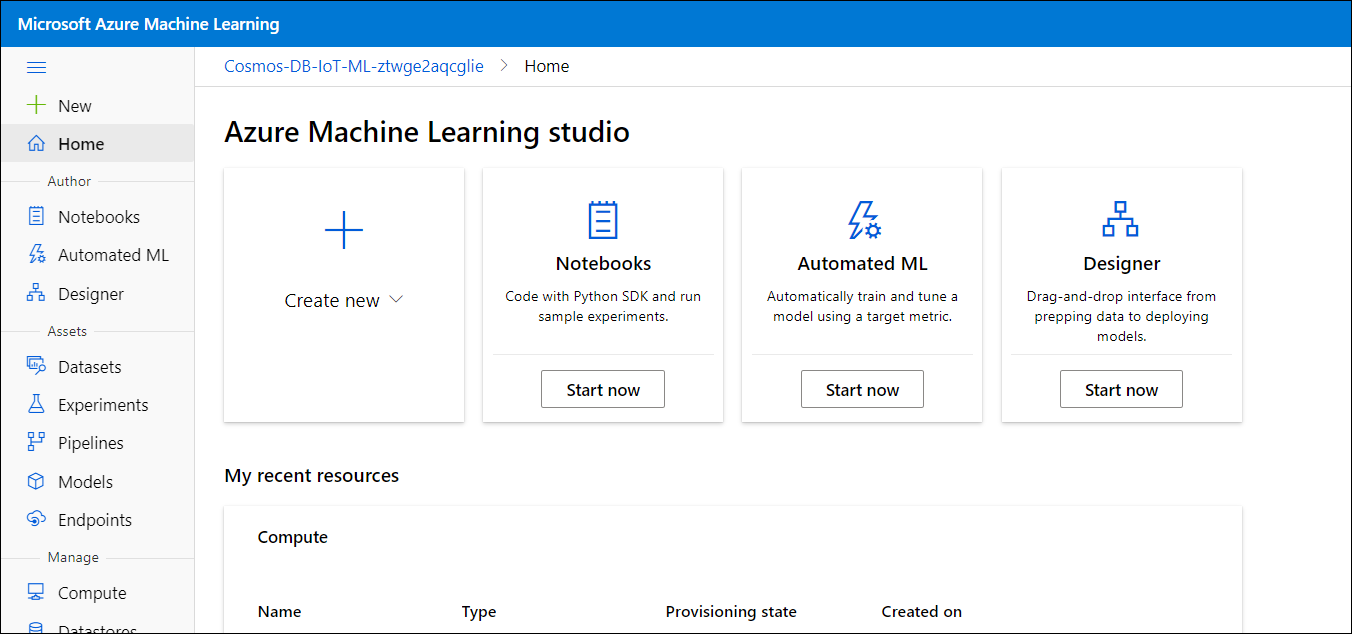 Microsoft Azure Machine Learning
Cosmos-DB-IoT-ML-ztwge2aqcglie > Home
New
Home
Author
Notebooks
Automated ML
Designer
Assets
Datasets
Experiments
Pipelines
Models
Endpoints
Manage
Compute
Datastores
Azure Machine Learning studio
Create new
Notebooks
Code with Python SDK and run
sample experiments.
Start now
Automated ML
Automatically train and tune a
model using a target metric.
Start now
Designer
Drag-and-drop interface from
prepping data to deploying
models.
Start now
My recent resources
Compute
Name Type Provisioning state Created on